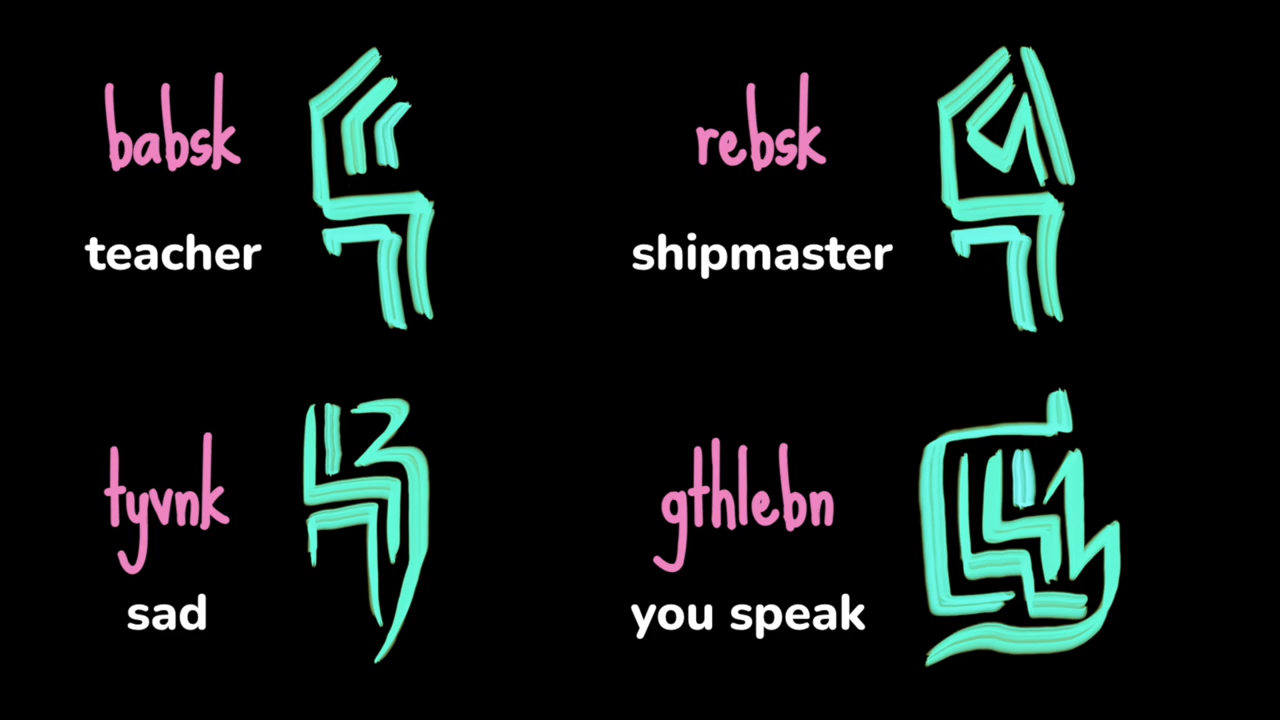 babsk
teacher
rebsk
shipmaster
tyvnk
sad
gthlebn
you speak